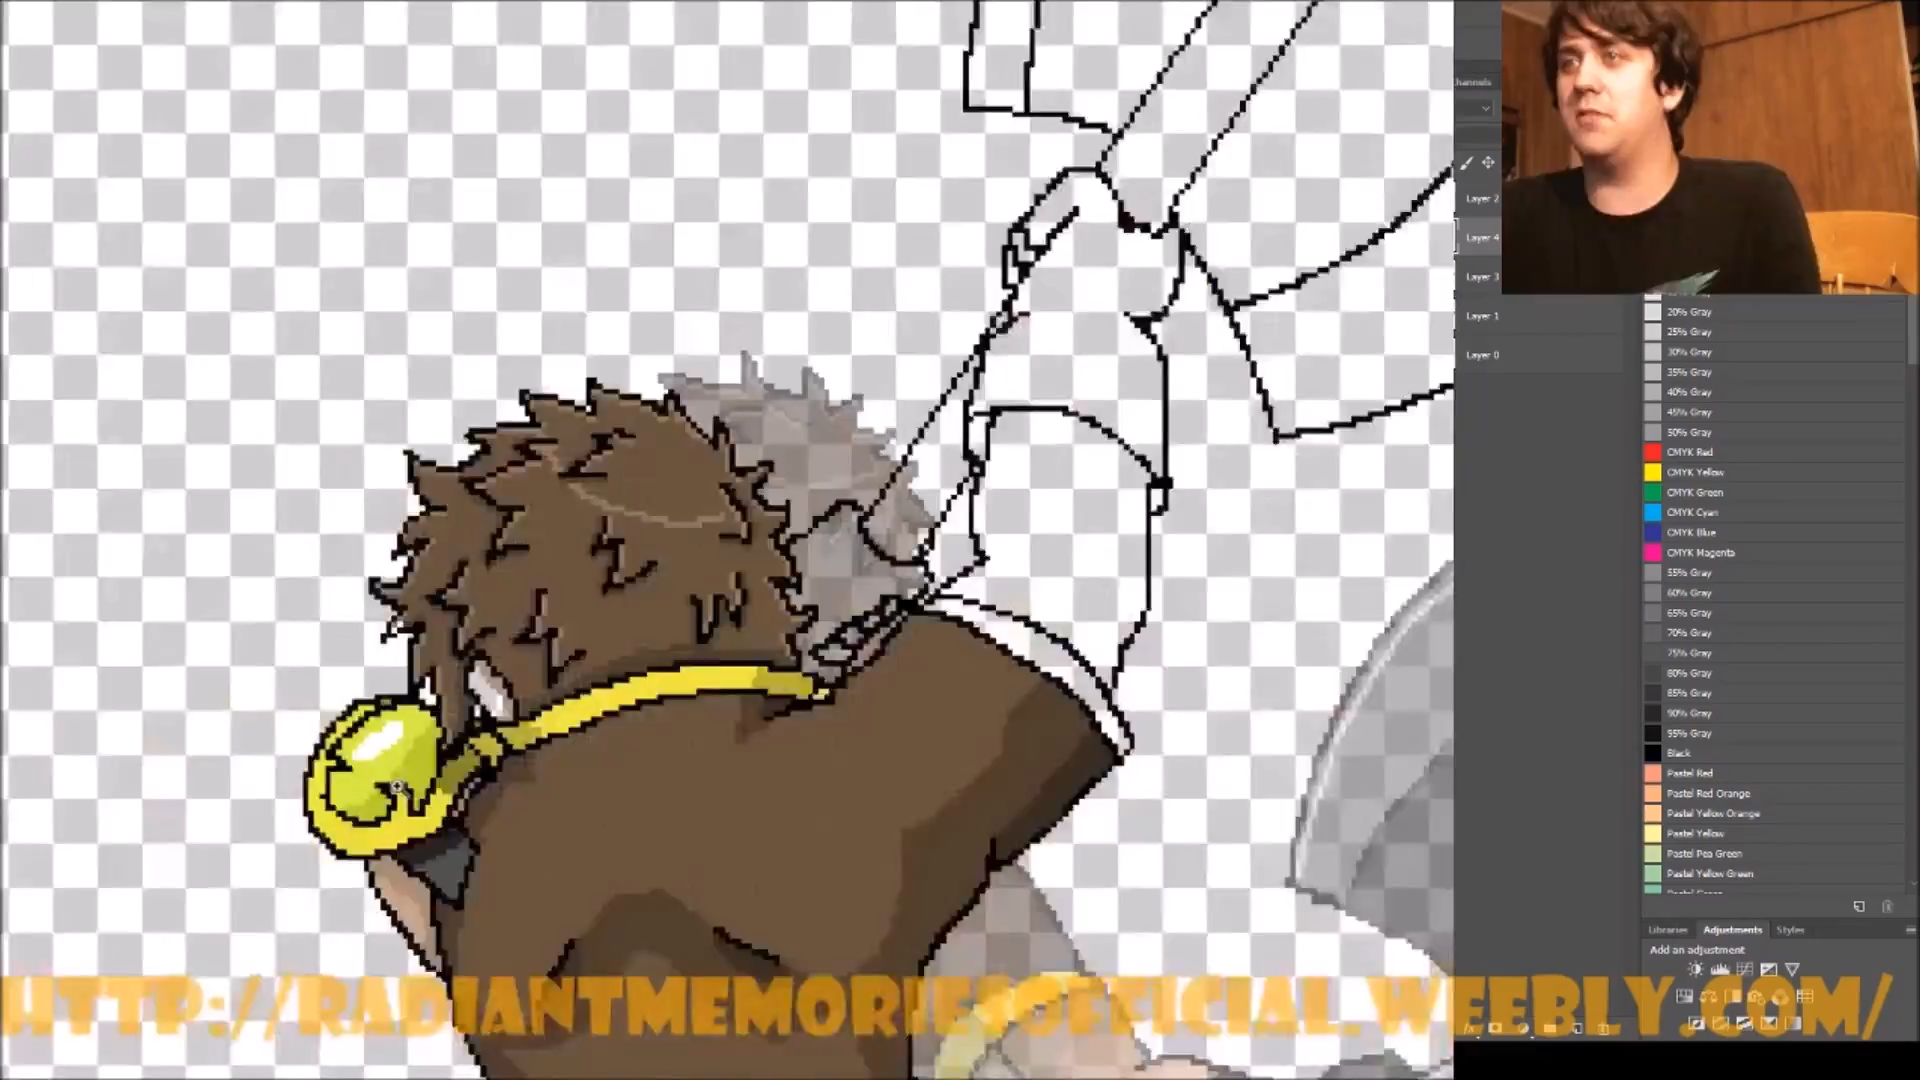 hannels
Layer 2
Layer 4
Layer 3
Layer 1
Layer 0
20% Gray
25% Gray
30% Gray
35% Gray
40% Gray
45% Gray
50% Gray
CMYK Red
CMYK Yellow
CMYK Green
CMYK Cyan
CMYK Blue
CMYK Magenta
55% Gray
60% Gray
65% Gray
70% Gray
75% Gray
80% Gray
85% Gray
90% Gray
95% Gray
Black
Pastel Red
Pastel Red Orange
Pastel Yellow Orange
Pastel Yellow
Pastel Pea Green
Pastel Yellow Green
Libraries Adjustments Styles
Add an adjustment
HTTP://RADIANTMEMORIESOFFICIAL.WEEBLY.COM/